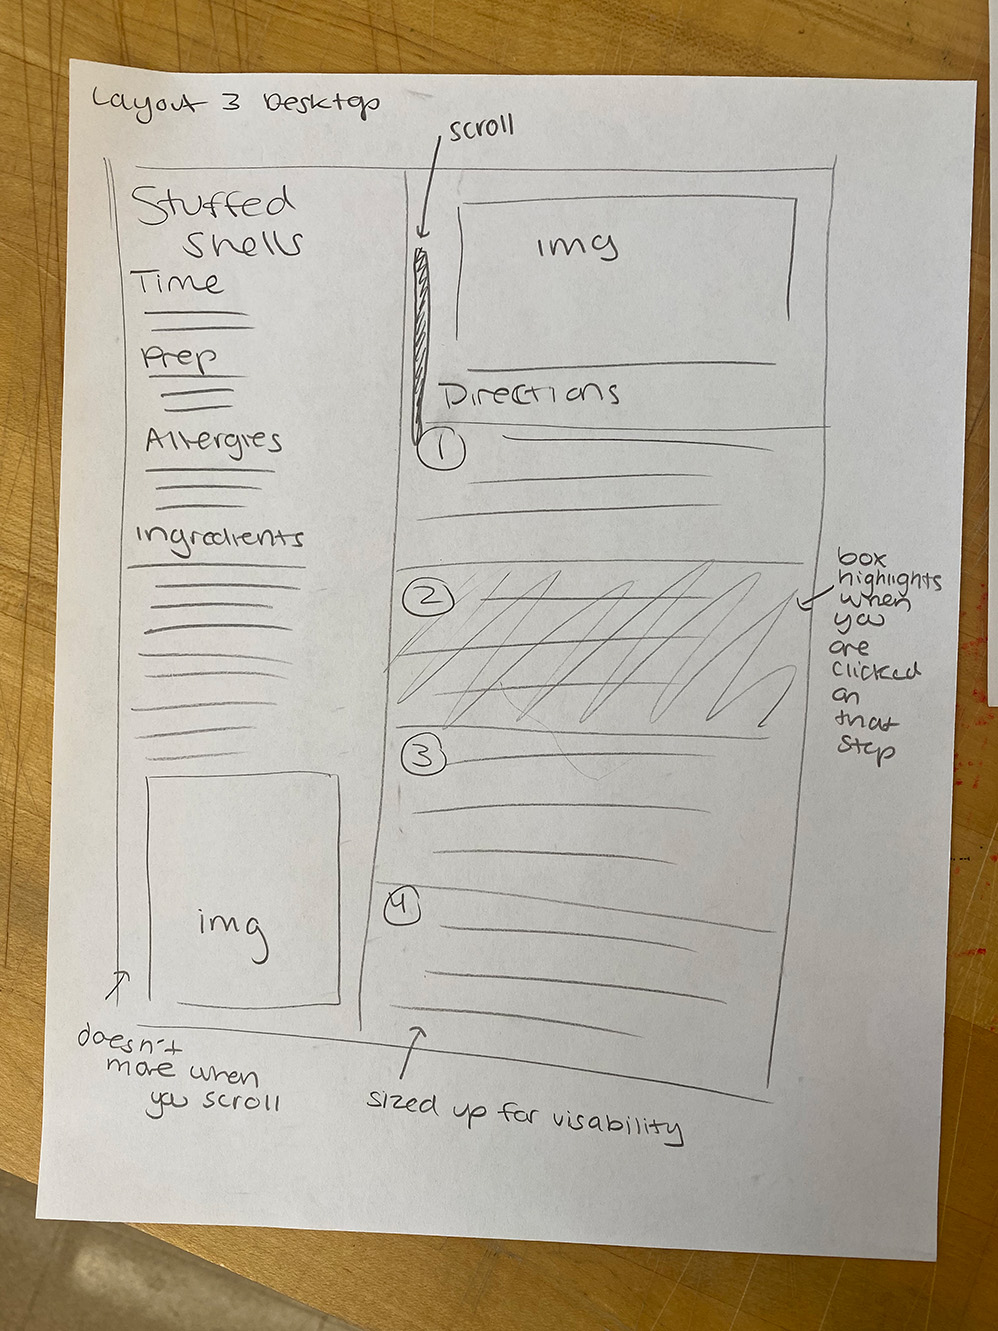 Layout 3 Desktop
scroll
Stuffed
Shells
Time
Prep
Allergies
Ingredients
img
doesn't
move when
you scroll
img
Directions
1
2
3
4
box
highlights
when
you
are
clicked
on
that
step
sized up for visability